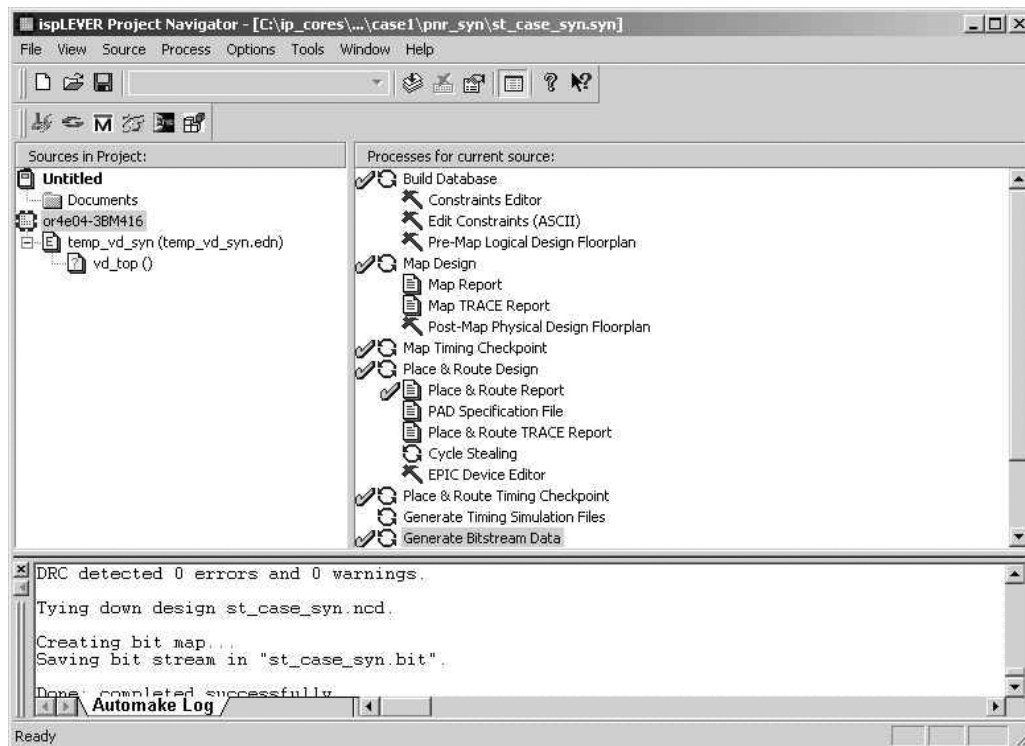 ispLEVER Project Navigator - [C:\ip_cores\...\case1\pnr_syn\st_case_syn.syn]
File View Source Process Options Tools Window Help
Sources in Project:
Untitled
Documents
or4e04-3BM416
temp_vd_syn (temp_vd_syn.edn)
vd_top ()
Processes for current source:
Build Database
Constraints Editor
Edit Constraints (ASCII)
Pre-Map Logical Design Floorplan
Map Design
Map Report
Map TRACE Report
Post-Map Physical Design Floorplan
Map Timing Checkpoint
Place & Route Design
Place & Route Report
PAD Specification File
Place & Route TRACE Report
Cycle Stealing
EPIC Device Editor
Place & Route Timing Checkpoint
Generate Timing Simulation Files
Generate Bitstream Data
DRC detected 0 errors and 0 warnings.
Tying down design st_case_syn.ncd.
Creating bit map...
Saving bit stream in "st_case_syn.bit".
Done: completed successfully
Automake Log
Ready